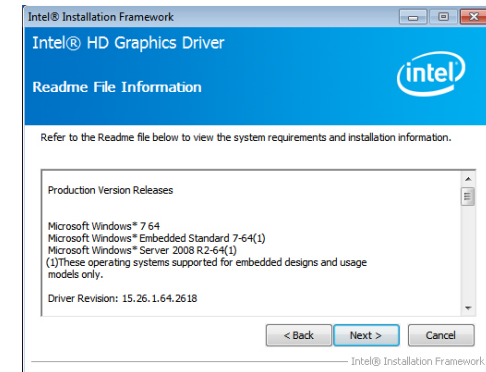 Intel® Installation Framework
Intel® HD Graphics Driver
intel
Readme File Information
Refer to the Readme file below to view the system requirements and installation information.
Production Version Releases
Microsoft Windows* 7 64
Microsoft Windows* Embedded Standard 7-64(1)
Microsoft Windows* Server 2008 R2-64(1)
(1)These operating systems supported for embedded designs and usage
models only.
Driver Revision: 15.26.1.64.2618
< Back Next > Cancel
Intel® Installation Framework